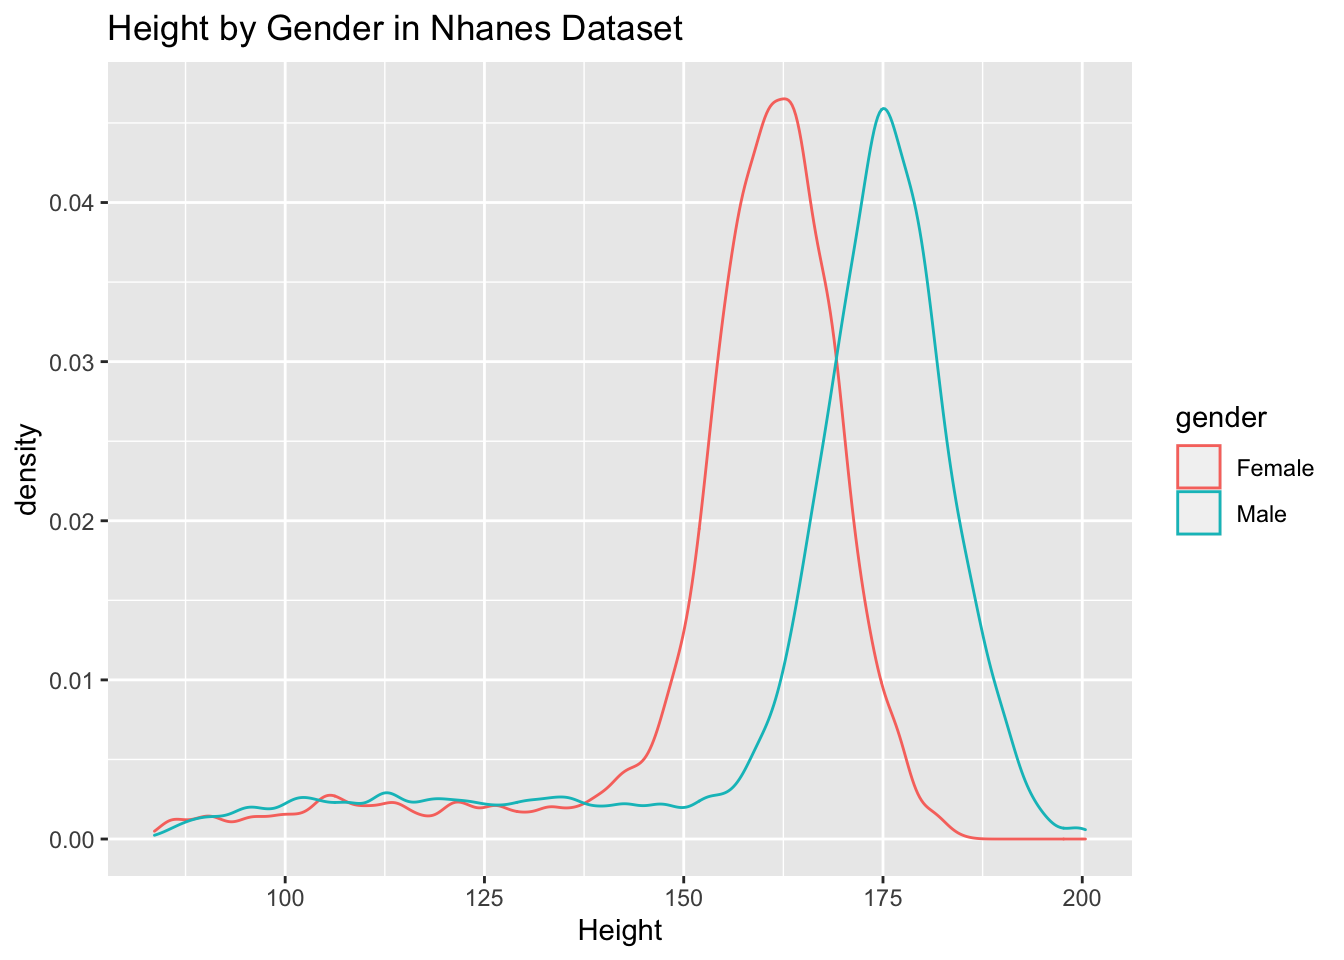 Height by Gender in Nhanes Dataset
density
0.04
0.03
0.02
0.01
0.00
100 125 150 175 200
Height
gender
Female
Male